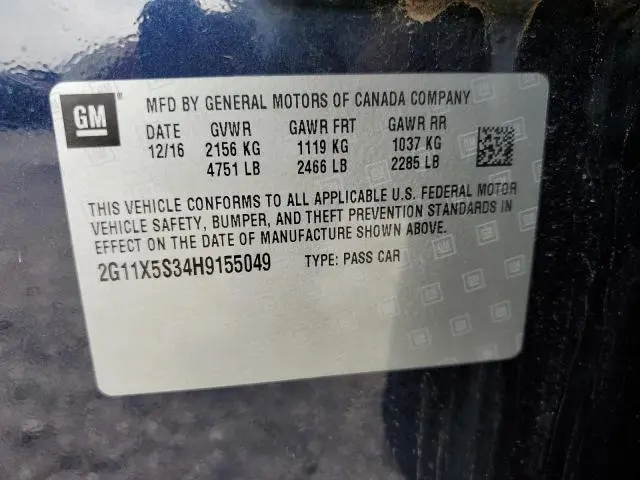 GM
MFD BY GENERAL MOTORS OF CANADA COMPANY
DATE GVWR GAWR FRT GAWR RR
12/16 2156 KG 1119 KG 1037 KG
4751 LB 2466 LB 2285 LB
THIS VEHICLE CONFORMS TO ALL APPLICABLE U.S. FEDERAL MOTOR
VEHICLE SAFETY, BUMPER, AND THEFT PREVENTION STANDARDS IN
EFFECT ON THE DATE OF MANUFACTURE SHOWN ABOVE.
2G11X5S34H9155049 TYPE: PASS CAR